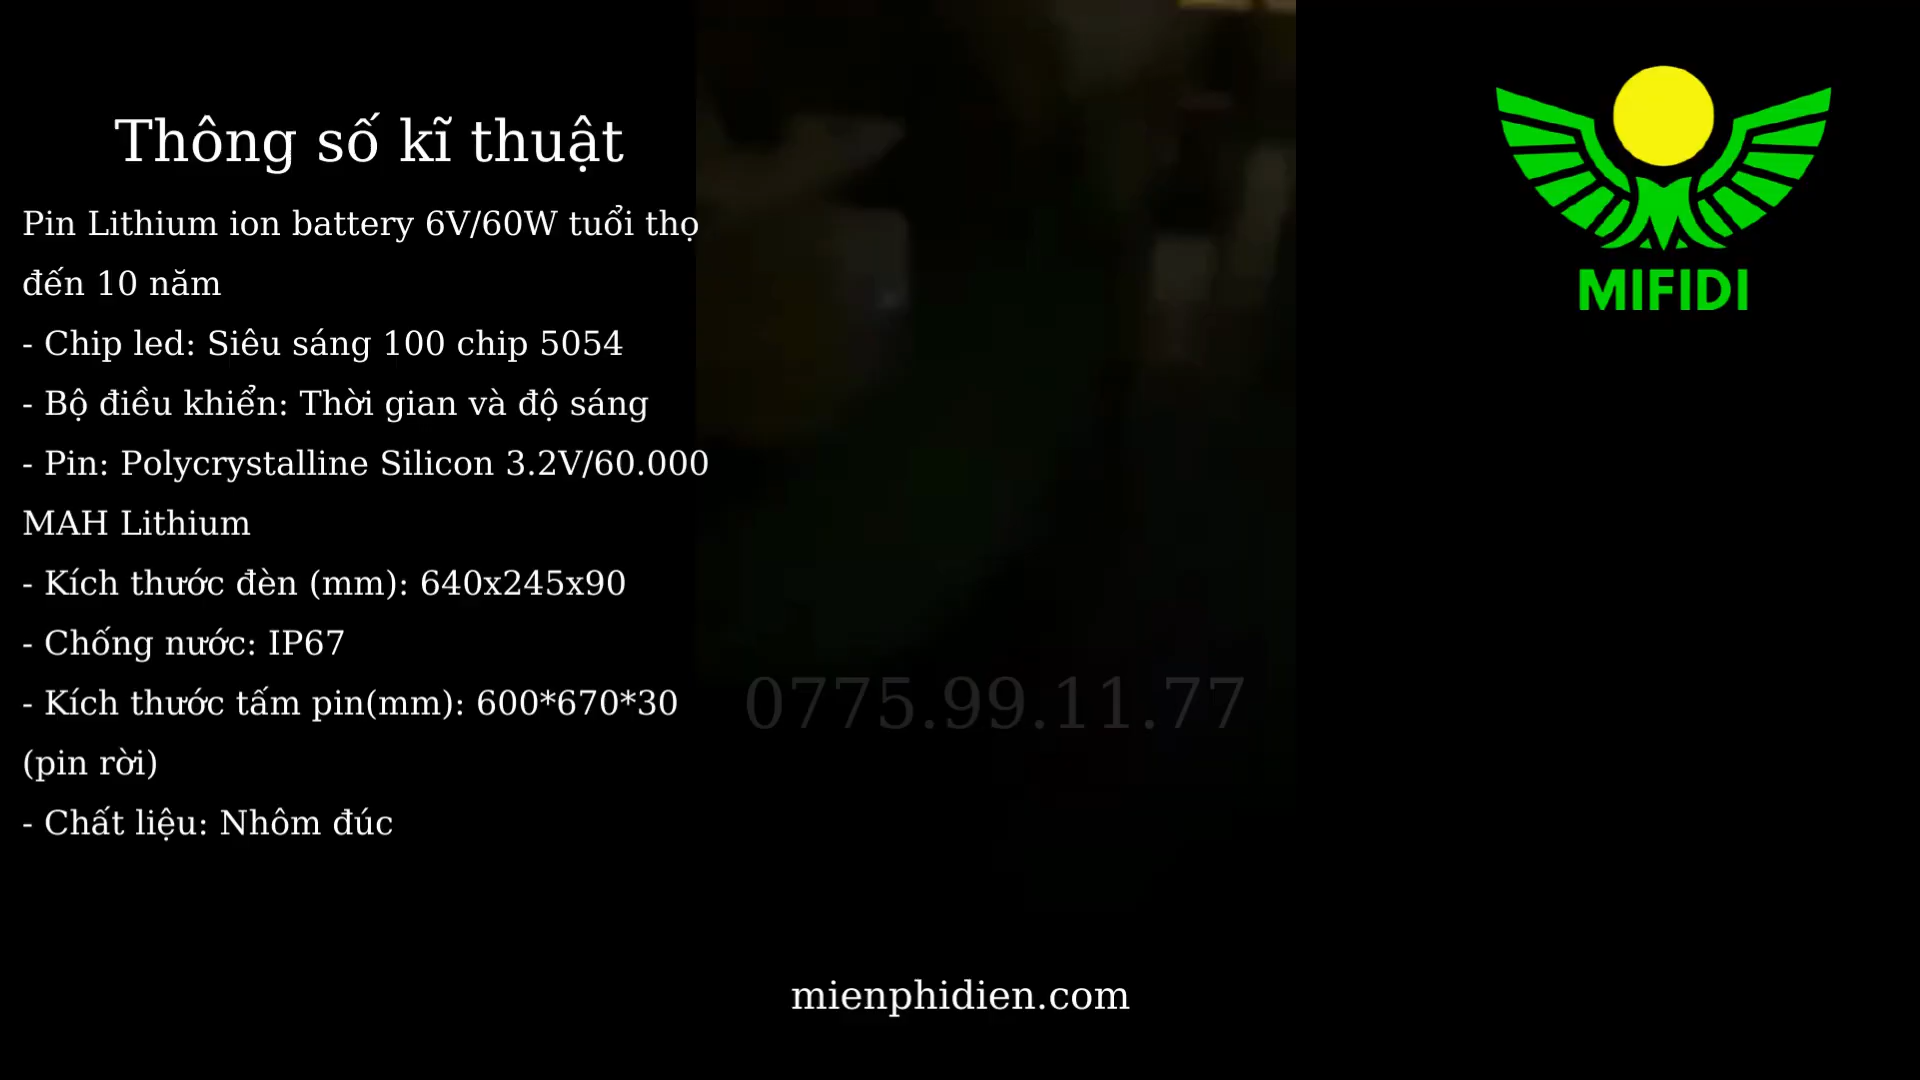 Thông số kĩ thuật
Pin Lithium ion battery 6V/60W tuổi thọ
đến 10 năm
- Chip led: Siêu sáng 100 chip 5054
- Bộ điều khiển: Thời gian và độ sáng
- Pin: Polycrystalline Silicon 3.2V/60.000
MAH Lithium
- Kích thước đèn (mm): 640x245x90
- Chống nước: IP67
- Kích thước tấm pin(mm): 600*670*30
(pin rời)
- Chất liệu: Nhôm đúc
MIFIDI
0775.99.11.77
mienphidien.com